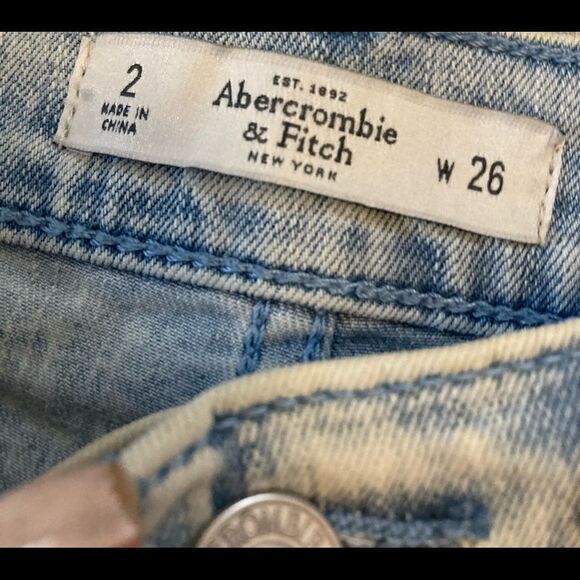 2
MADE IN
CHINA
EST. 1892
Abercrombie
& Fitch
NEW YORK
W 26